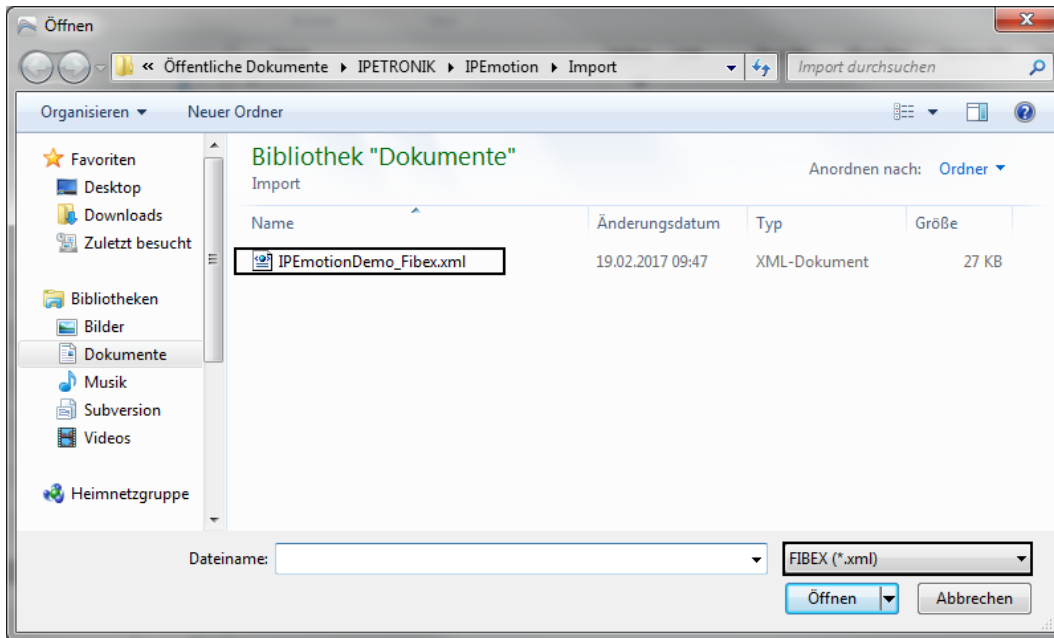 Öffnen
« Öffentliche Dokumente ▸ IPETRONIK ▸ IPEmotion ▸ Import
Import durchsuchen
Organisieren
Neuer Ordner
Favoriten
Desktop
Downloads
Zuletzt besucht
Bibliotheken
Bilder
Dokumente
Musik
Subversion
Videos
Heimnetzgruppe
Bibliothek "Dokumente"
Import
Anordnen nach: Ordner
Name Änderungsdatum Typ Größe
IPEmotionDemo_Fibex.xml 19.02.2017 09:47 XML-Dokument 27 KB
Dateiname:
FIBEX (*.xml)
Öffnen Abbrechen